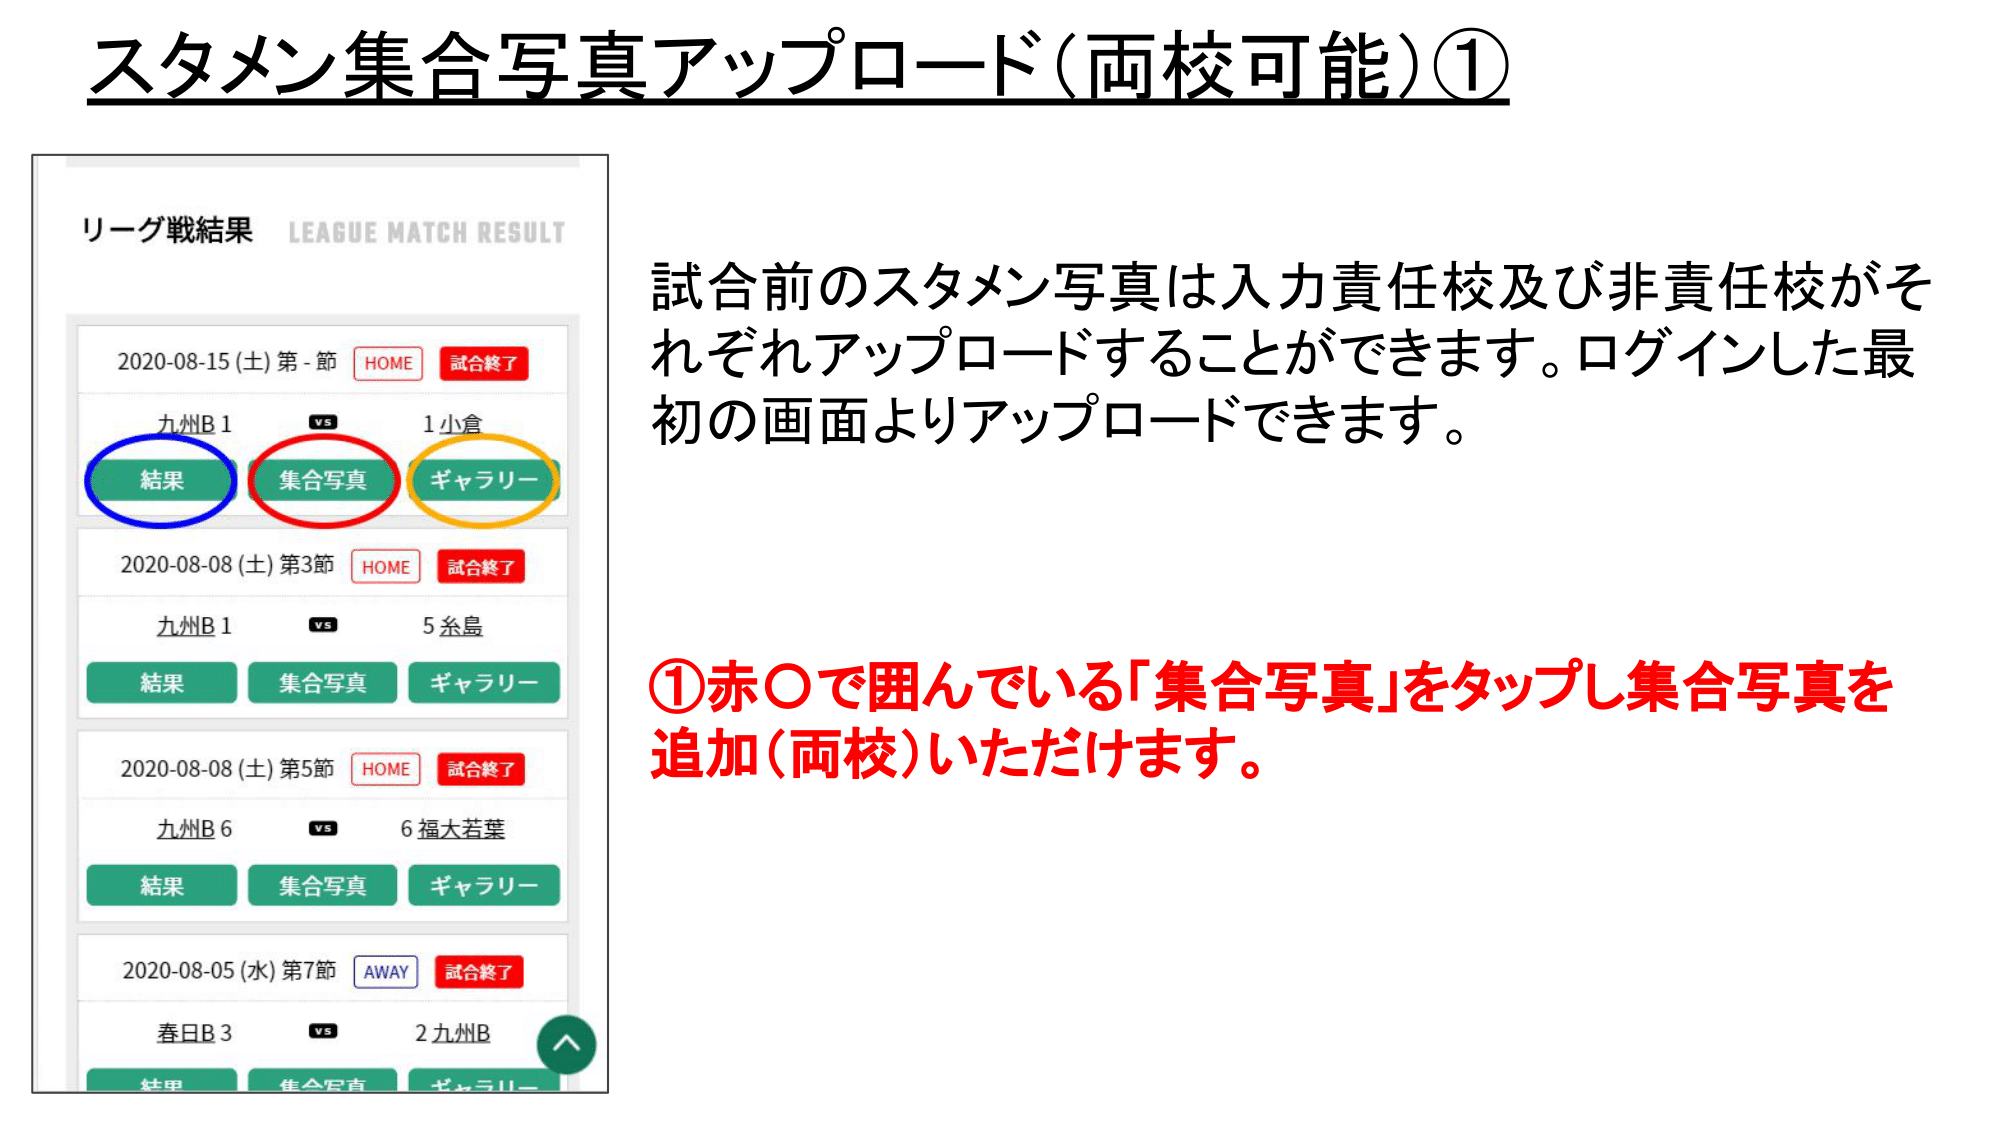 スタメン集合写真アップロード（両校可能）①
リーグ戦結果 LEAGUE MATCH RESULT
2020-08-15 (土) 第 - 節 HOME 試合終了
九州B 1 vs 1 小倉
結果 集合写真 ギャラリー
2020-08-08 (土) 第3節 HOME 試合終了
九州B 1 vs 5 糸島
結果 集合写真 ギャラリー
2020-08-08 (土) 第5節 HOME 試合終了
九州B 6 vs 6 福大若葉
結果 集合写真 ギャラリー
2020-08-05 (水) 第7節 AWAY 試合終了
春日B 3 vs 2 九州B
結果 集合写真 ギャラリー
試合前のスタメン写真は入力責任校及び非責任校がそ
れぞれアップロードすることができます。ログインした最
初の画面よりアップロードできます。
①赤〇で囲んでいる「集合写真」をタップし集合写真を
追加（両校）いただけます。